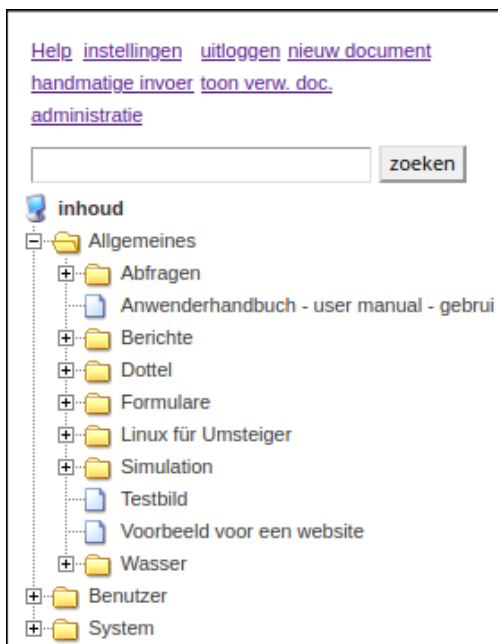 Help instellingen uitloggen nieuw document
handmatige invoer toon verw. doc.
administratie
zoeken
inhoud
Allgemeines
Abfragen
Anwenderhandbuch - user manual - gebrui
Berichte
Dottel
Formulare
Linux für Umsteiger
Simulation
Testbild
Voorbeeld voor een website
Wasser
Benutzer
System